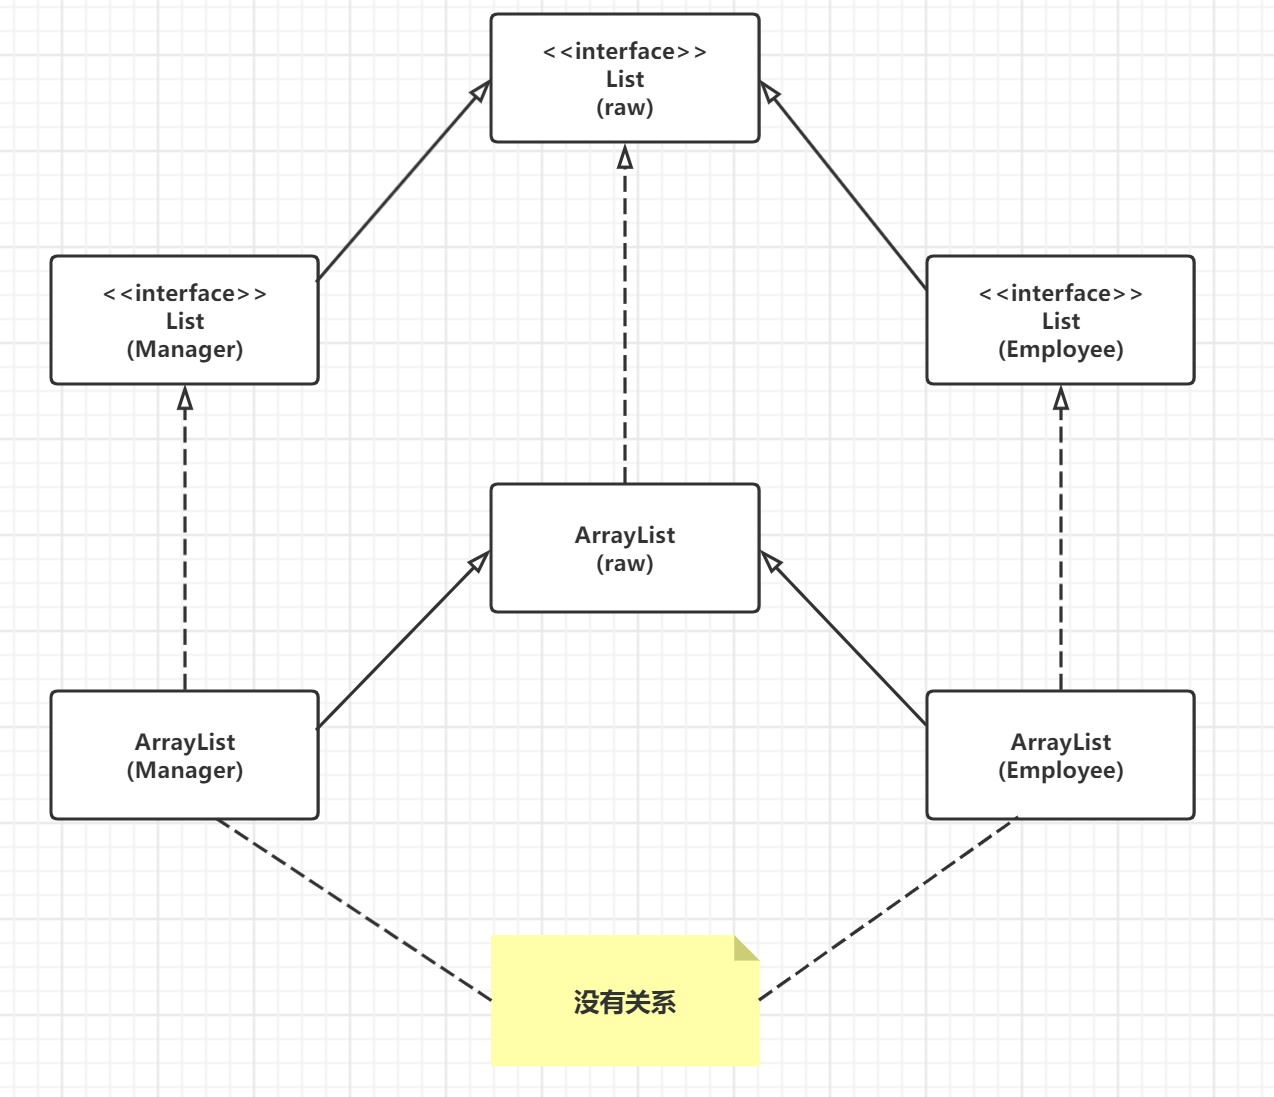 <<interface>>
List
(raw)
<<interface>>
List
(Manager)
<<interface>>
List
(Employee)
ArrayList
(raw)
ArrayList
(Manager)
ArrayList
(Employee)
没有关系